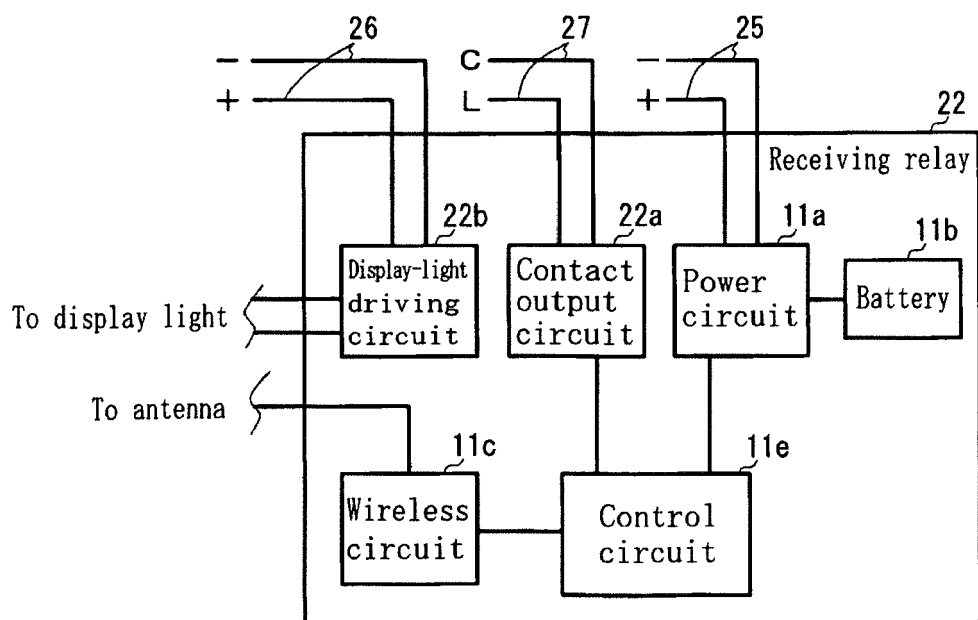 26
27
25
−
C
−
+
L
+
22
Receiving relay
22b
22a
11a
11b
Display-light
driving
circuit
Contact
output
circuit
Power
circuit
Battery
To display light
To antenna
11c
11e
Wireless
circuit
Control
circuit